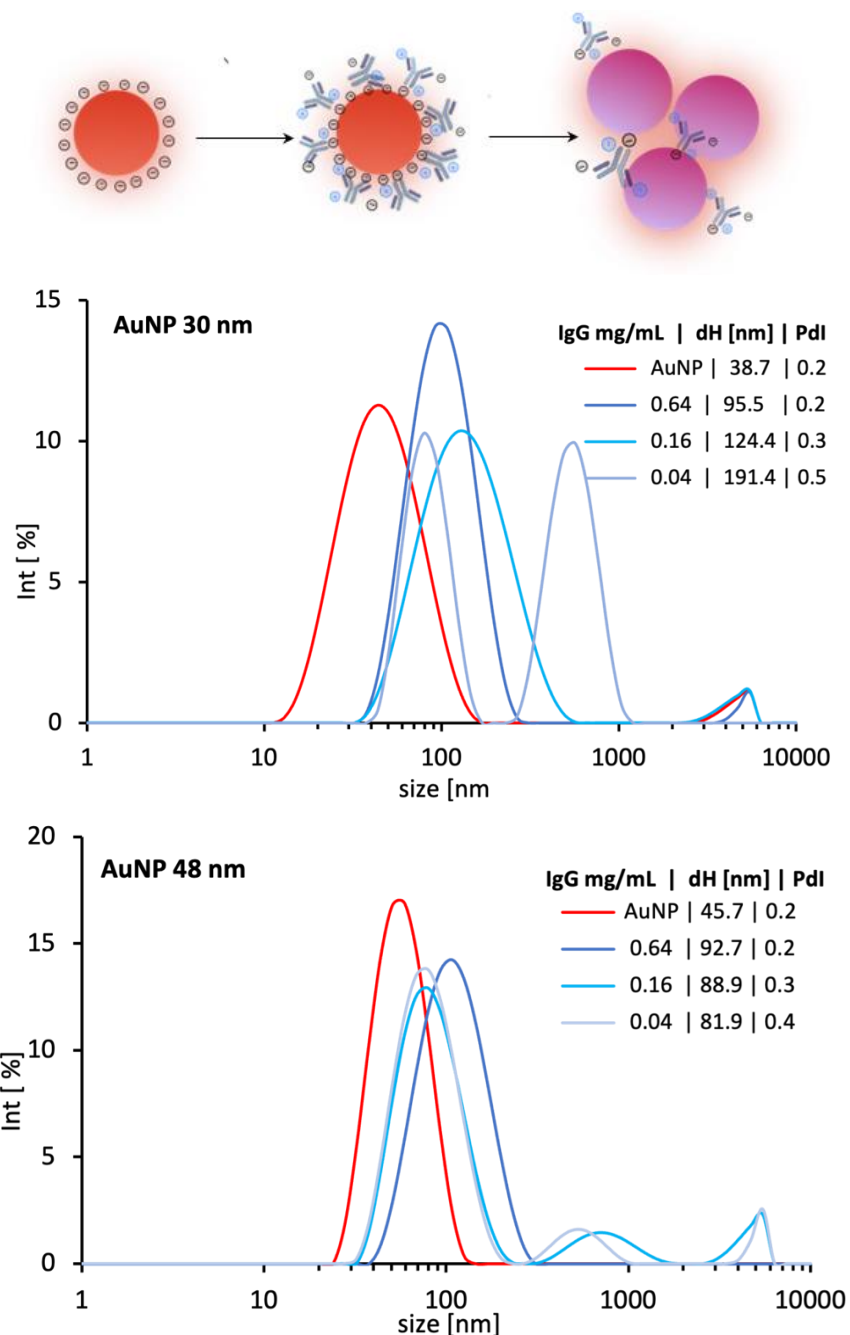 15
AuNP 30 nm
IgG mg/mL | dH [nm] | PdI
AuNP | 38.7 | 0.2
0.64 | 95.5 | 0.2
10
0.16 | 124.4 | 0.3
0.04 | 191.4 | 0.5
Int [ %]
5
0
1 10 100 1000 10000
size [nm
20
AuNP 48 nm
IgG mg/mL | dH [nm] | PdI
AuNP | 45.7 | 0.2
15
0.64 | 92.7 | 0.2
0.16 | 88.9 | 0.3
0.04 | 81.9 | 0.4
10
Int [ %]
5
0
1 10 100 1000 10000
size [nm]